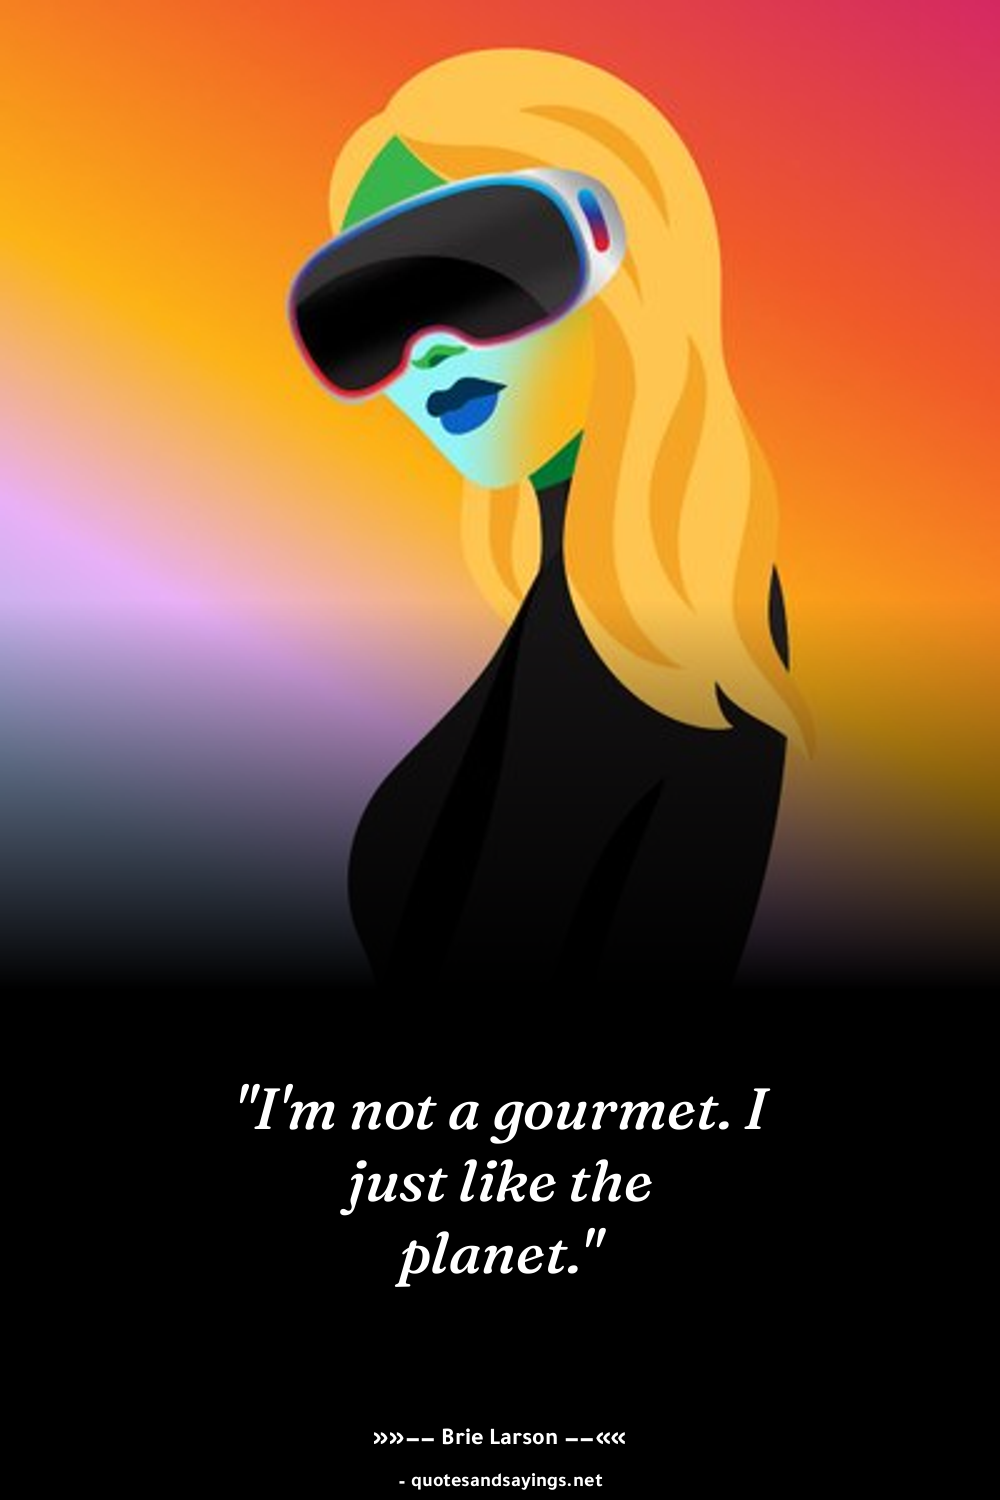 "I'm not a gourmet. I
just like the
planet."
»»–– Brie Larson ––««
- quotesandsayings.net